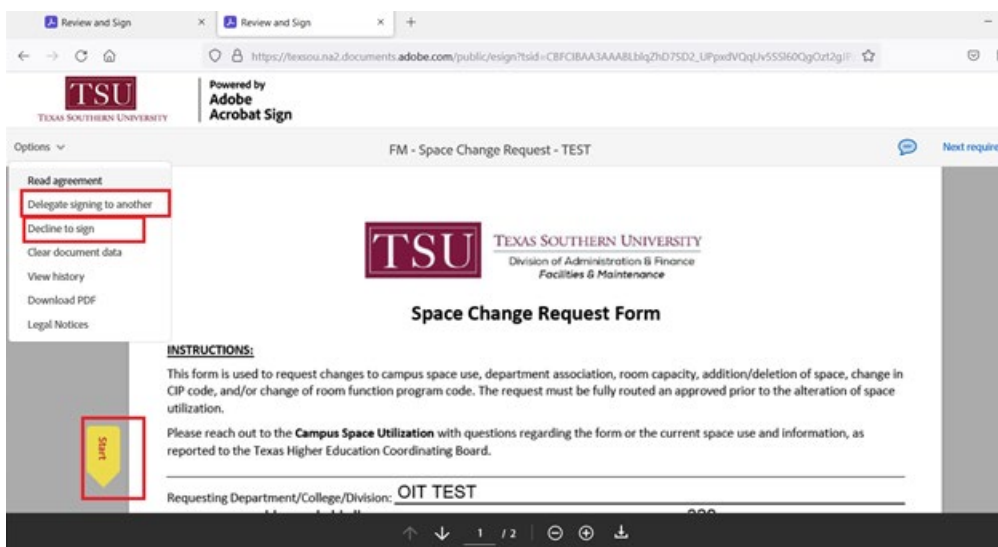 Review and Sign
Review and Sign
https://texsou.na2.documents.adobe.com/public/esign?tsid=
TSU
TEXAS SOUTHERN UNIVERSITY
Powered by
Adobe
Acrobat Sign
Options
FM - Space Change Request - TEST
Next require
Read agreement
Delegate signing to another
Decline to sign
Clear document data
View history
Download PDF
Legal Notices
TSU
TEXAS SOUTHERN UNIVERSITY
Division of Administration & Finance
Facilities & Maintenance
Space Change Request Form
INSTRUCTIONS:
This form is used to request changes to campus space use, department association, room capacity, addition/deletion of space, change in
CIP code, and/or change of room function program code. The request must be fully routed an approved prior to the alteration of space
utilization.
Please reach out to the Campus Space Utilization with questions regarding the form or the current space use and information, as
reported to the Texas Higher Education Coordinating Board.
Start
Requesting Department/College/Division: OIT TEST
1 / 2